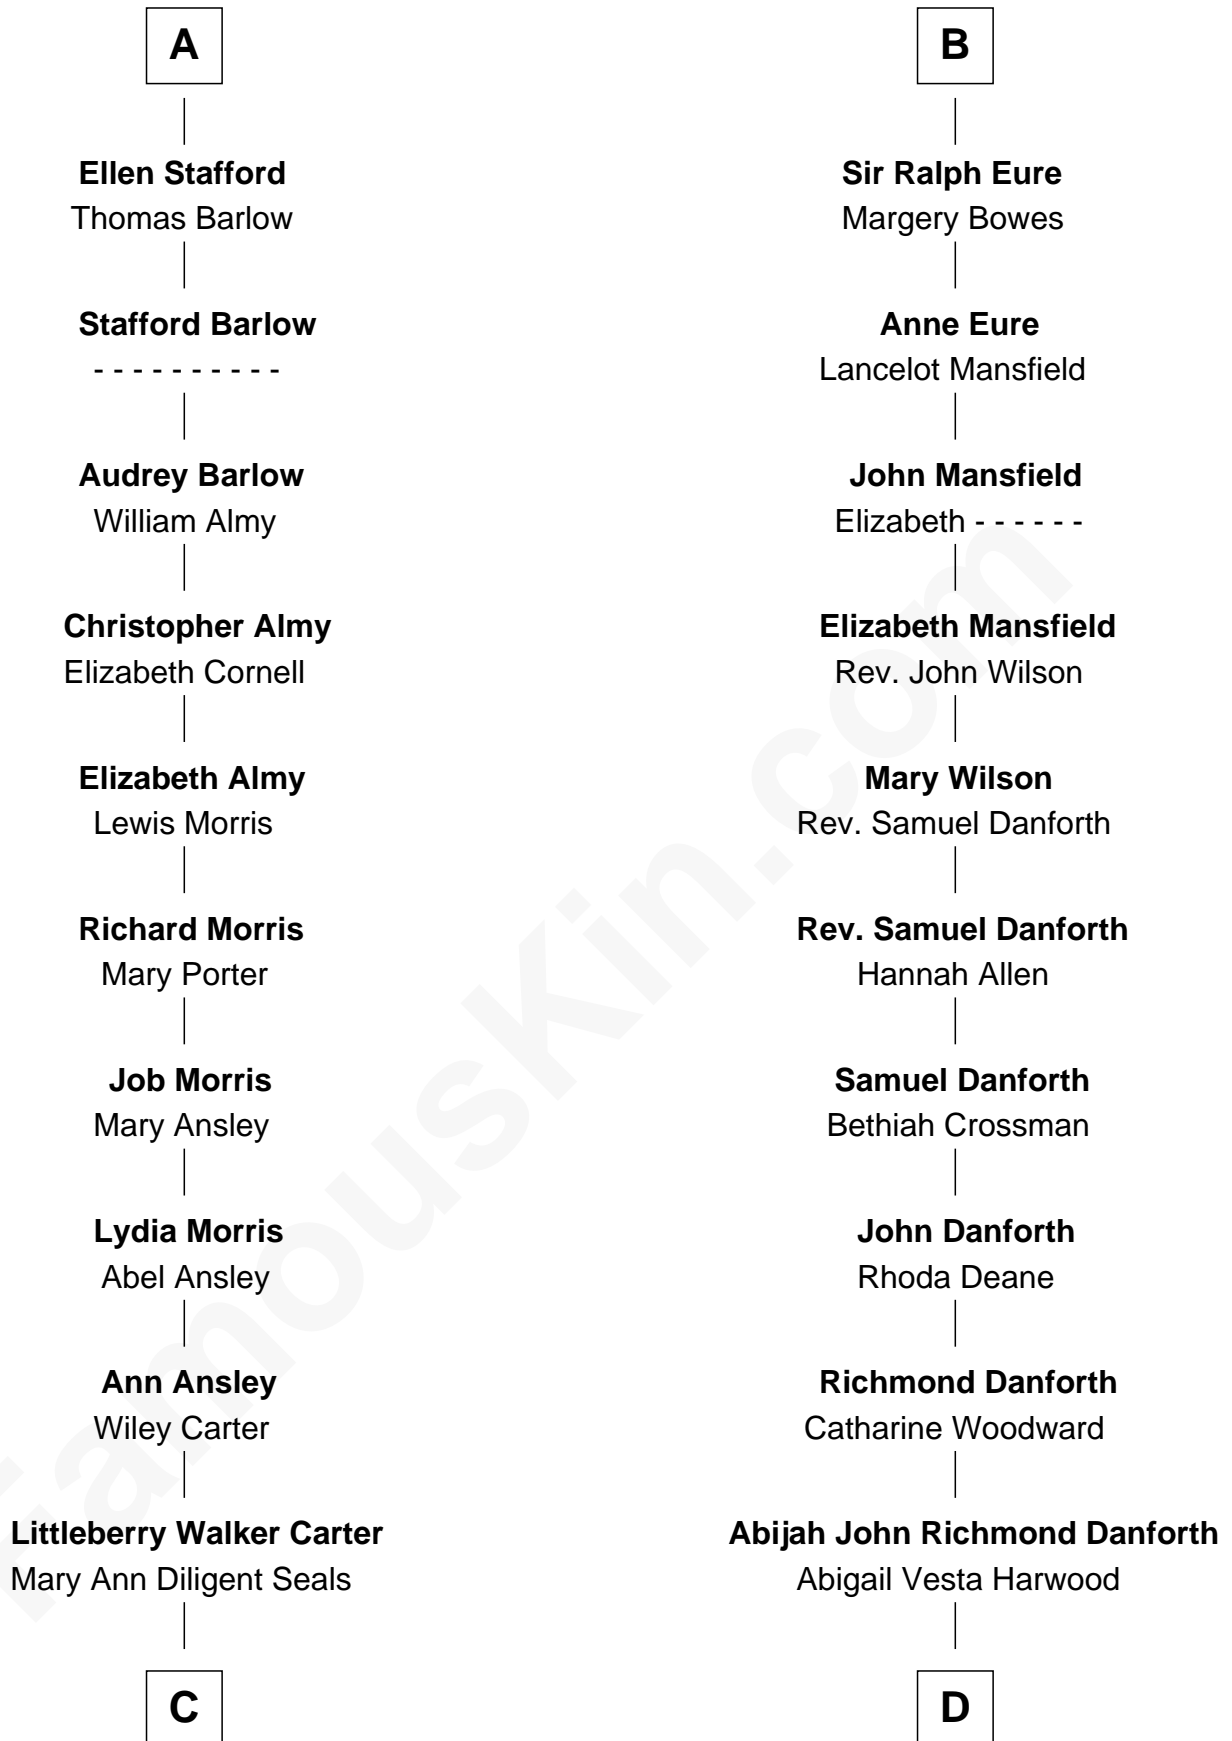 A
Ellen Stafford
Thomas Barlow
Stafford Barlow
- - - - - - - - - -
Audrey Barlow
William Almy
Christopher Almy
Elizabeth Cornell
Elizabeth Almy
Lewis Morris
Richard Morris
Mary Porter
Job Morris
Mary Ansley
Lydia Morris
Abel Ansley
Ann Ansley
Wiley Carter
Littleberry Walker Carter
Mary Ann Diligent Seals
C
B
Sir Ralph Eure
Margery Bowes
Anne Eure
Lancelot Mansfield
John Mansfield
Elizabeth - - - - - -
Elizabeth Mansfield
Rev. John Wilson
Mary Wilson
Rev. Samuel Danforth
Rev. Samuel Danforth
Hannah Allen
Samuel Danforth
Bethiah Crossman
John Danforth
Rhoda Deane
Richmond Danforth
Catharine Woodward
Abijah John Richmond Danforth
Abigail Vesta Harwood
D
FamousKin.com